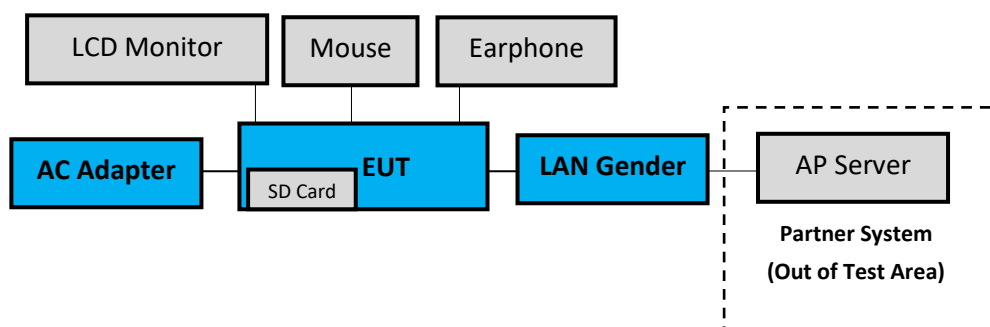 LCD Monitor
Mouse
Earphone
AC Adapter
EUT
SD Card
LAN Gender
AP Server
Partner System
(Out of Test Area)